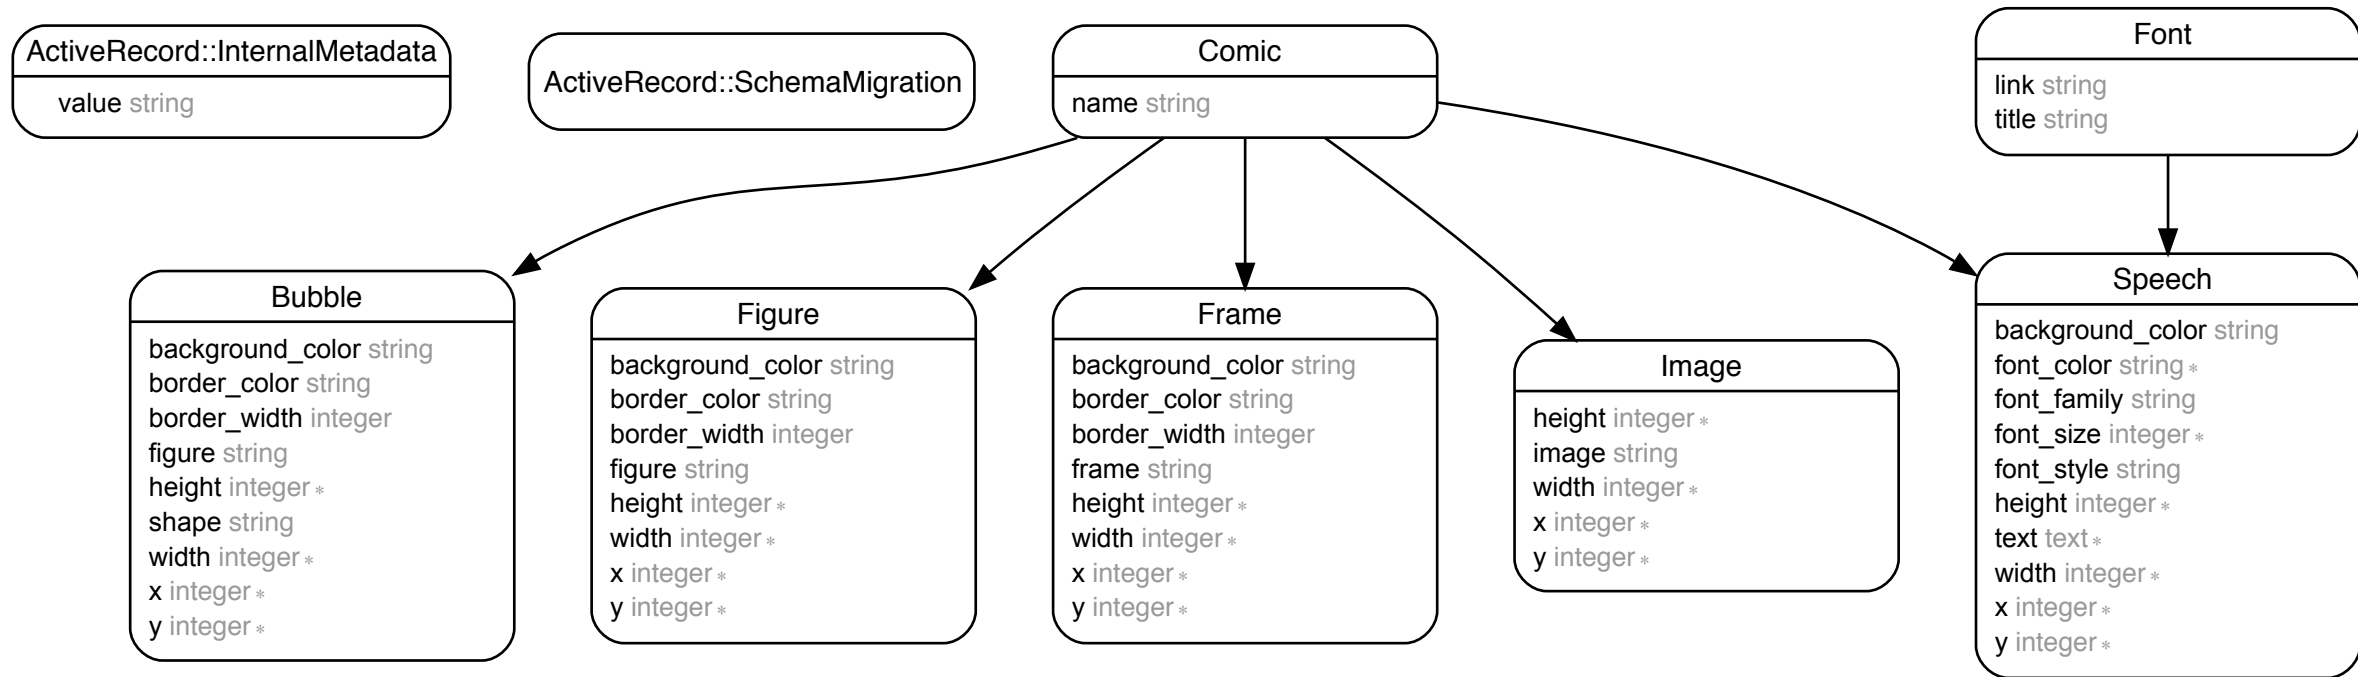 ActiveRecord::InternalMetadata
value string
ActiveRecord::SchemaMigration
Comic
name string
Font
link string
title string
Bubble
background_color string
border_color string
border_width integer
figure string
height integer *
shape string
width integer *
x integer *
y integer *
Figure
background_color string
border_color string
border_width integer
figure string
height integer *
width integer *
x integer *
y integer *
Frame
background_color string
border_color string
border_width integer
frame string
height integer *
width integer *
x integer *
y integer *
Image
height integer *
image string
width integer *
x integer *
y integer *
Speech
background_color string
font_color string *
font_family string
font_size integer *
font_style string
height integer *
text text *
width integer *
x integer *
y integer *